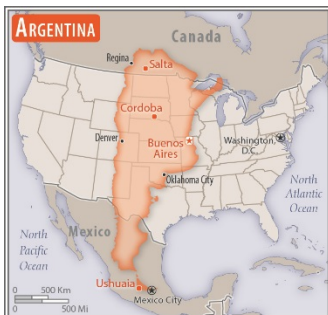 ARGENTINA
Canada
Regina
Salta
Cordoba
Denver
Buenos
Aires
Washington,
D.C.
Oklahoma City
North
Atlantic
Ocean
North
Pacific
Ocean
Mexico
Ushuaia
Mexico City
0 500 Km
0 500 Mi